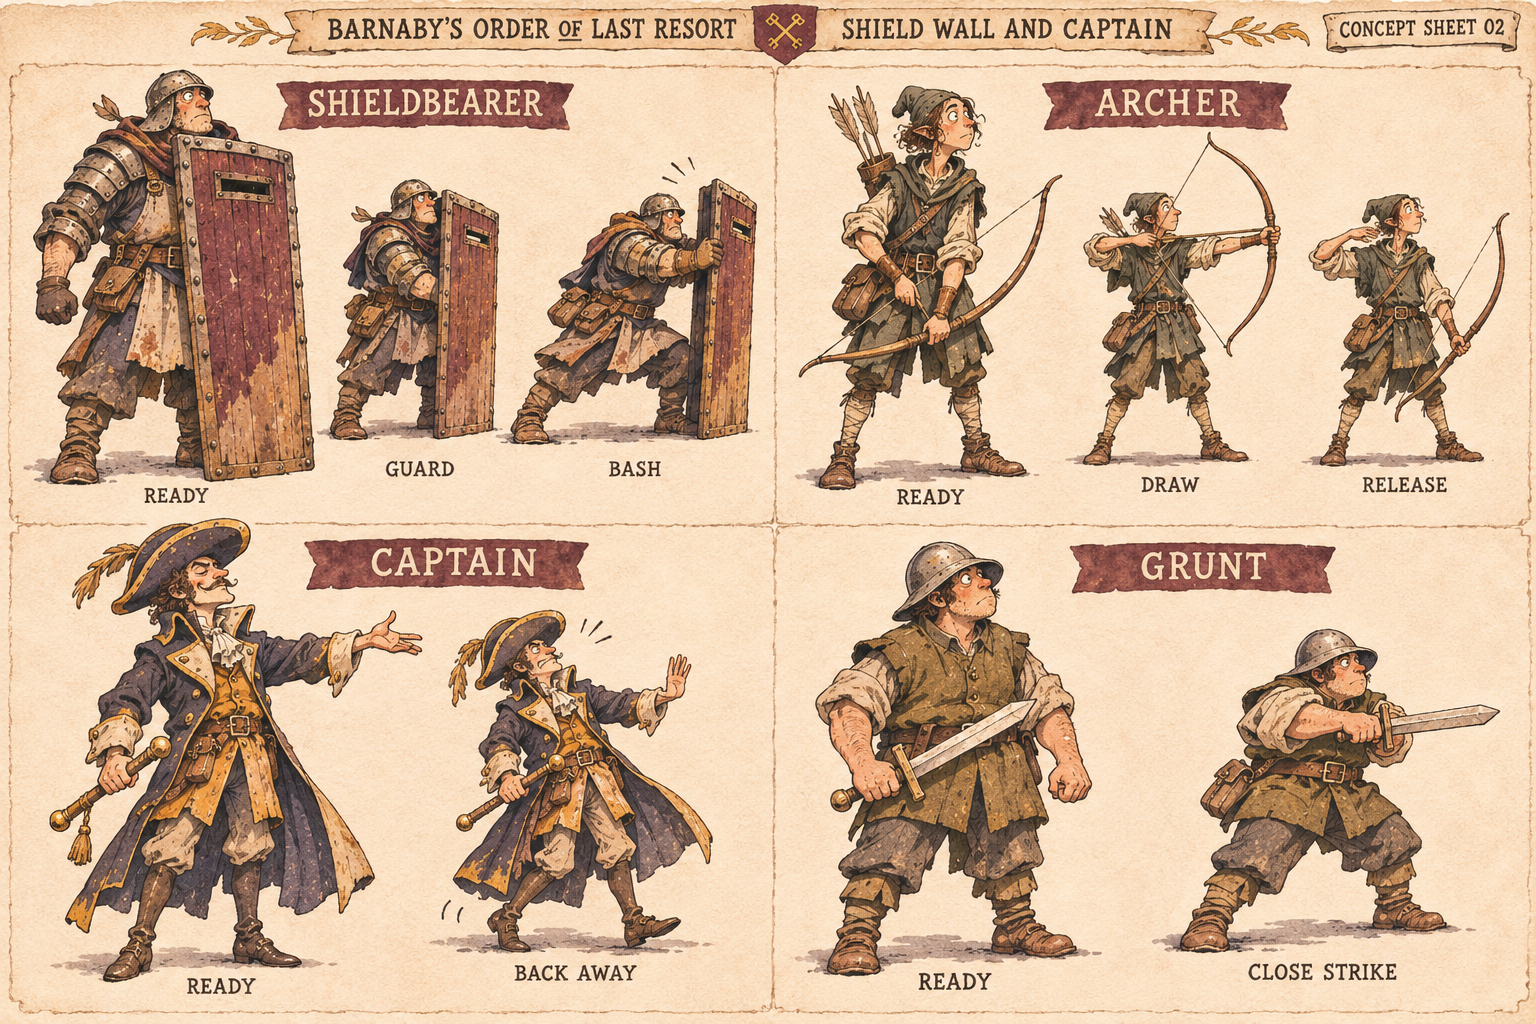 BARNABY'S ORDER OF LAST RESORT
SHIELD WALL AND CAPTAIN
CONCEPT SHEET 02
SHIELDBEARER
READY
GUARD
BASH
ARCHER
READY
DRAW
RELEASE
CAPTAIN
READY
BACK AWAY
GRUNT
READY
CLOSE STRIKE